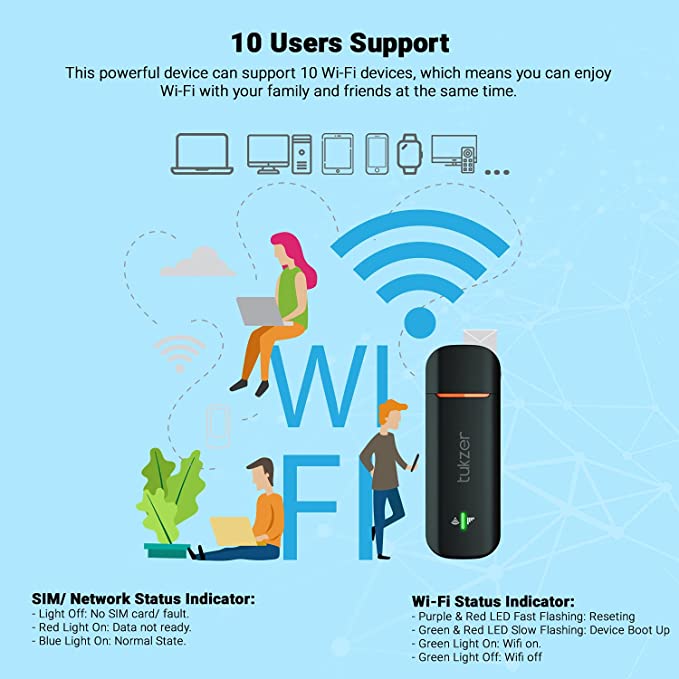 10 Users Support
This powerful device can support 10 Wi-Fi devices, which means you can enjoy
Wi-Fi with your family and friends at the same time.
WI
FI
tukzer
SIM/ Network Status Indicator:
- Light Off: No SIM card/ fault.
- Red Light On: Data not ready.
- Blue Light On: Normal State.
Wi-Fi Status Indicator:
- Purple & Red LED Fast Flashing: Reseting
- Green & Red LED Slow Flashing: Device Boot Up
- Green Light On: Wifi on.
- Green Light Off: Wifi off